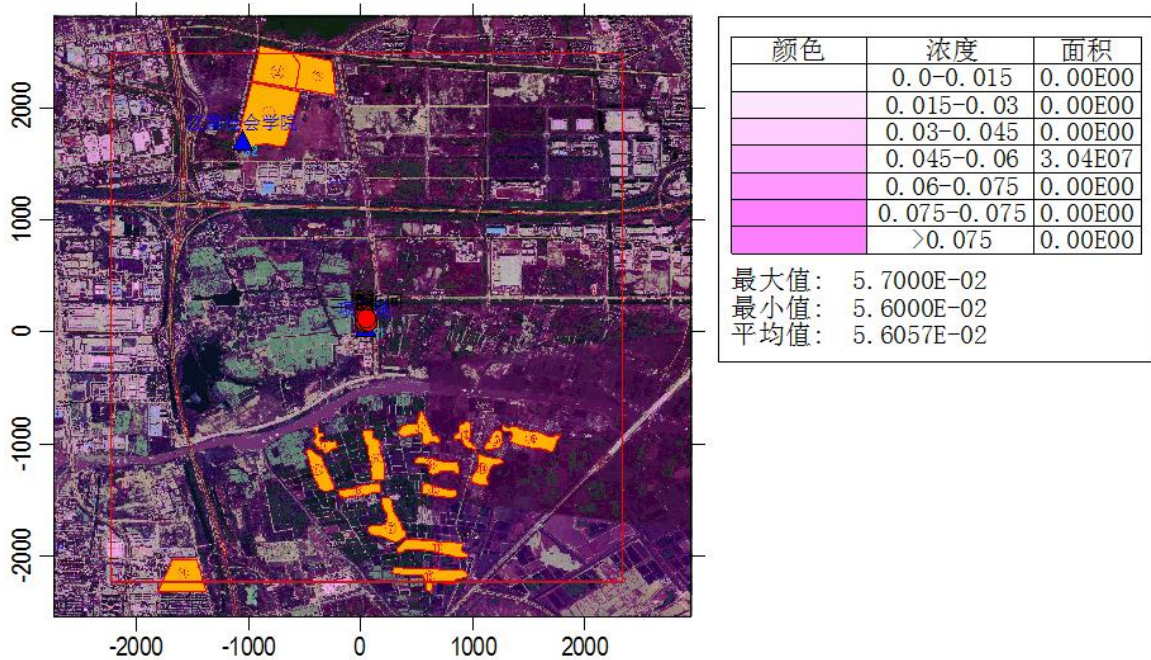 颜色 浓度 面积
0.0-0.015 0.00E00
0.015-0.03 0.00E00
0.03-0.045 0.00E00
0.045-0.06 3.04E07
0.06-0.075 0.00E00
0.075-0.075 0.00E00
>0.075 0.00E00
最大值: 5.7000E-02
最小值: 5.6000E-02
平均值: 5.6057E-02
2000
1000
0
-1000
-2000
-2000 -1000 0 1000 2000
会学院